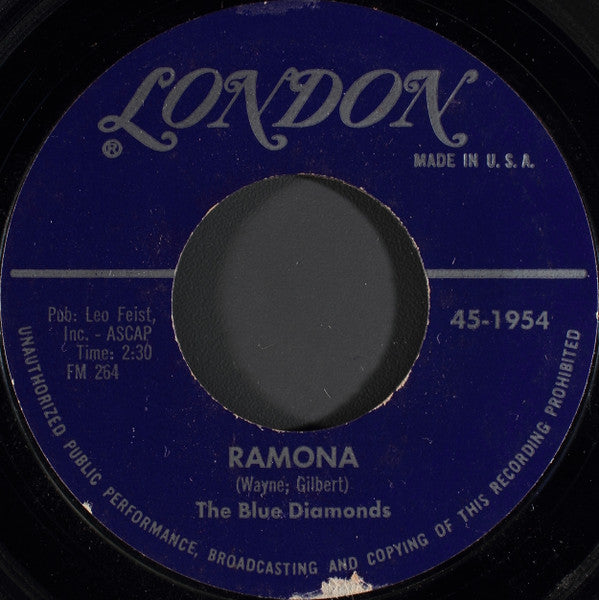 LONDON
®
MADE IN U.S.A.
Pub: Leo Feist,
Inc. - ASCAP
Time: 2:30
FM 264
45-1954
RAMONA
(Wayne; Gilbert)
The Blue Diamonds
UNAUTHORIZED PUBLIC PERFORMANCE, BROADCASTING AND COPYING OF THIS RECORDING PROHIBITED